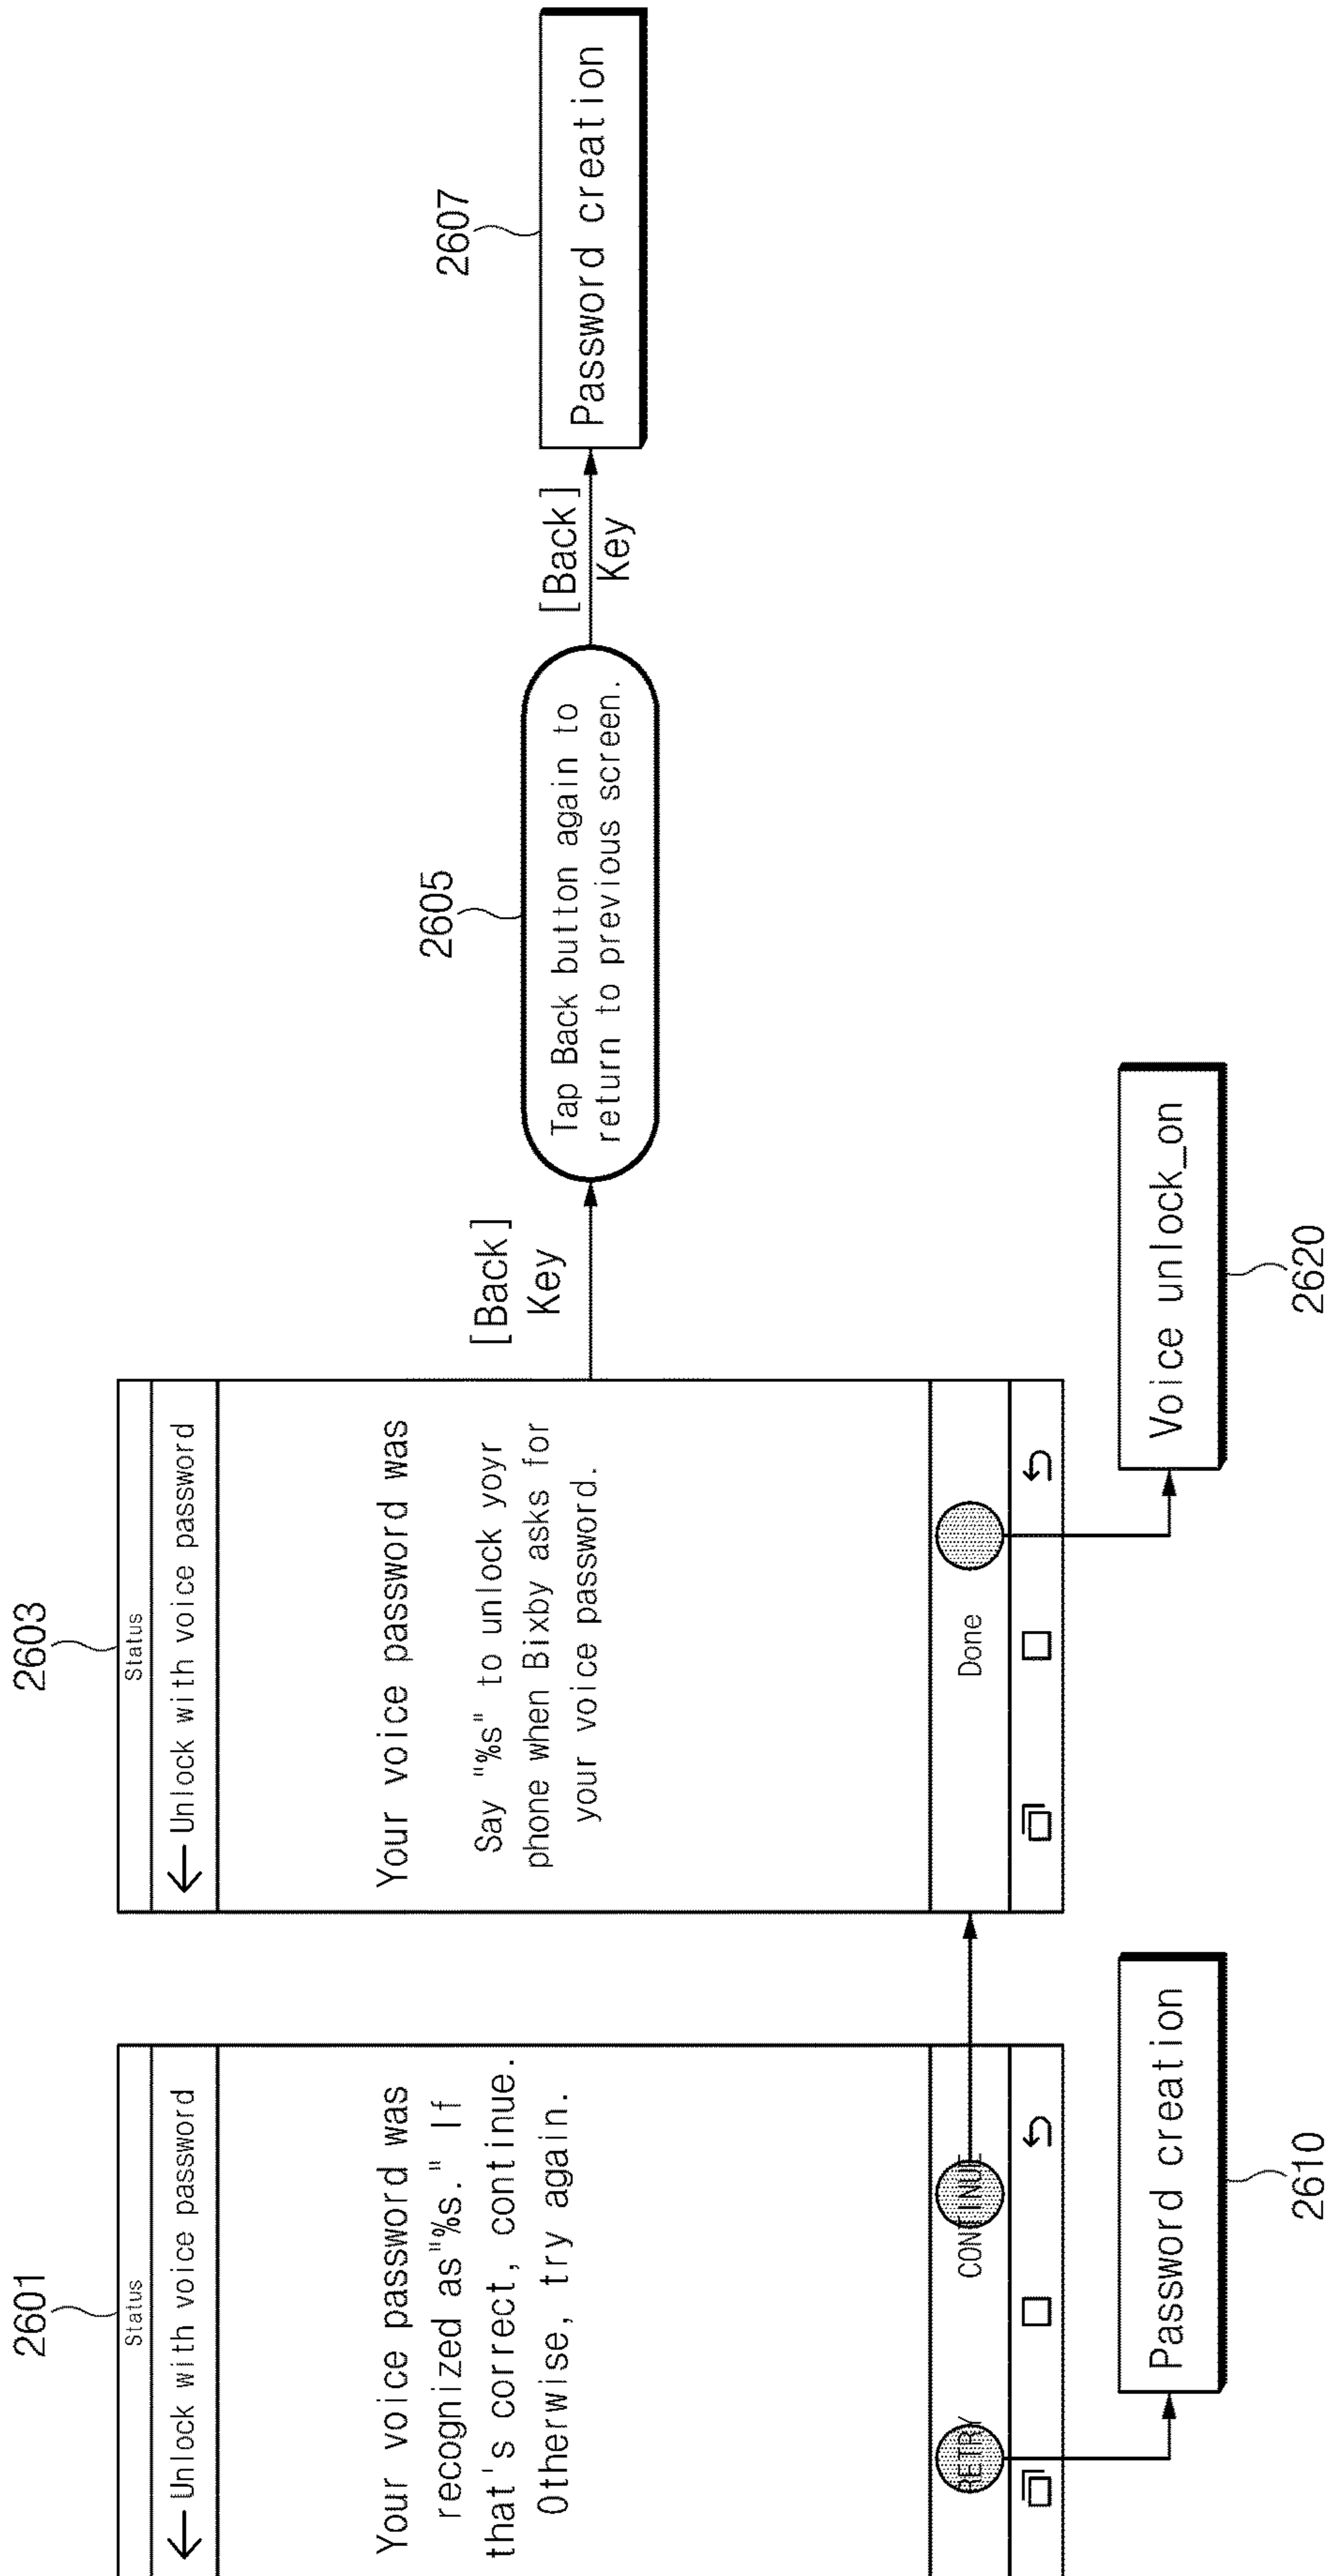 2601
Status
← Unlock with voice password
Your voice password was
recognized as"%s." If
that's correct, continue.
Otherwise, try again.
RETRY
CONTINUE
Password creation
2610
2603
Status
← Unlock with voice password
Your voice password was
Say "%s" to unlock yoyr
phone when Bixby asks for
your voice password.
Done
Voice unlock_on
2620
[Back]
Key
2605
Tap Back button again to
return to previous screen.
[Back]
Key
2607
Password creation